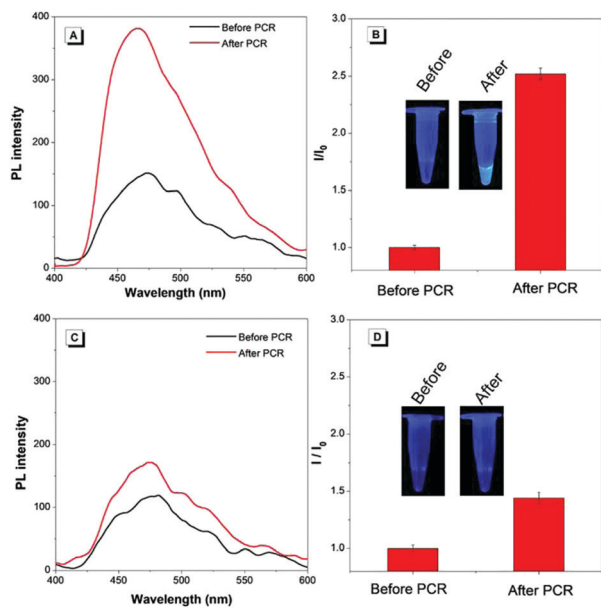 A
Before PCR
After PCR
PL intensity
400
300
200
100
0
400 450 500 550 600
Wavelength (nm)
B
Before
After
I/I0
3.0
2.5
2.0
1.5
1.0
Before PCR
After PCR
C
Before PCR
After PCR
PL intensity
400
300
200
100
0
400 450 500 550 600
Wavelength (nm)
D
Before
After
I / I0
3.0
2.5
2.0
1.5
1.0
Before PCR
After PCR